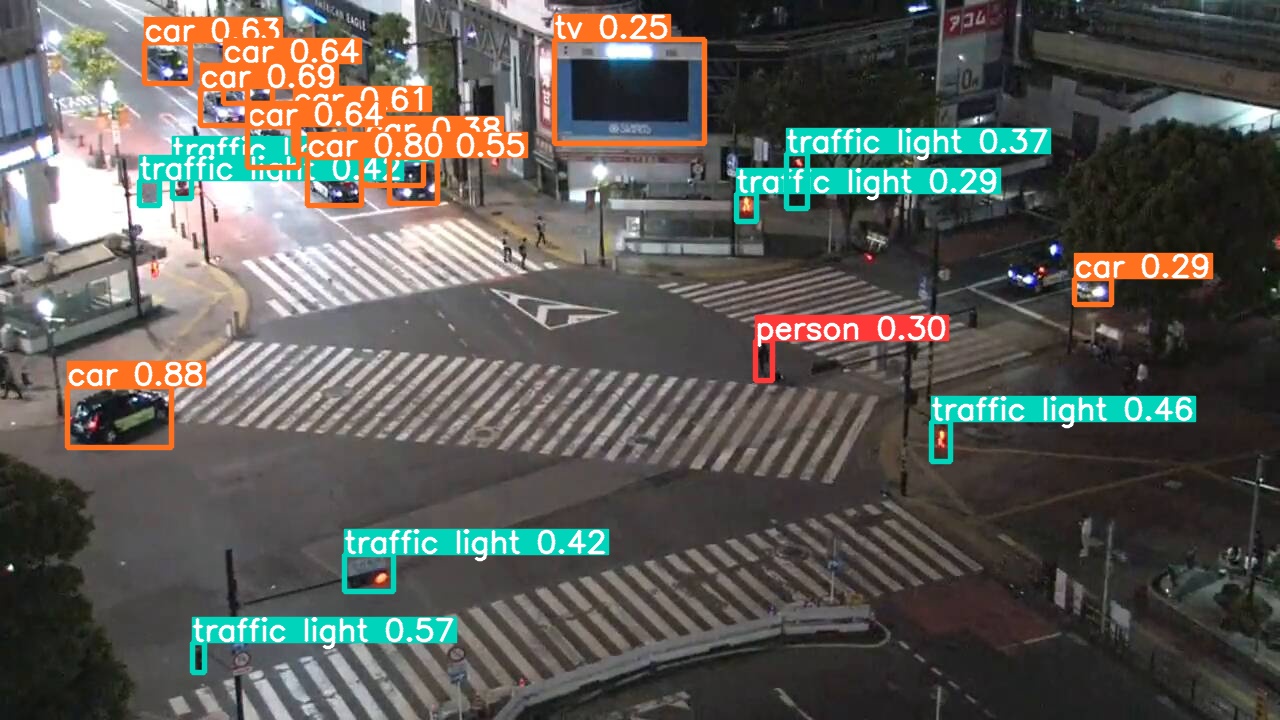 car 0.63
tv 0.25
car 0.64
car 0.69
AMERICAN EAGLE
アコム
car 0.61
car 0.64
car 0.38
car 0.80
0.55
traffic light 0.37
traffic light 0.42
traffic light 0.29
car 0.29
person 0.30
car 0.88
traffic light 0.46
traffic light 0.42
traffic light 0.57